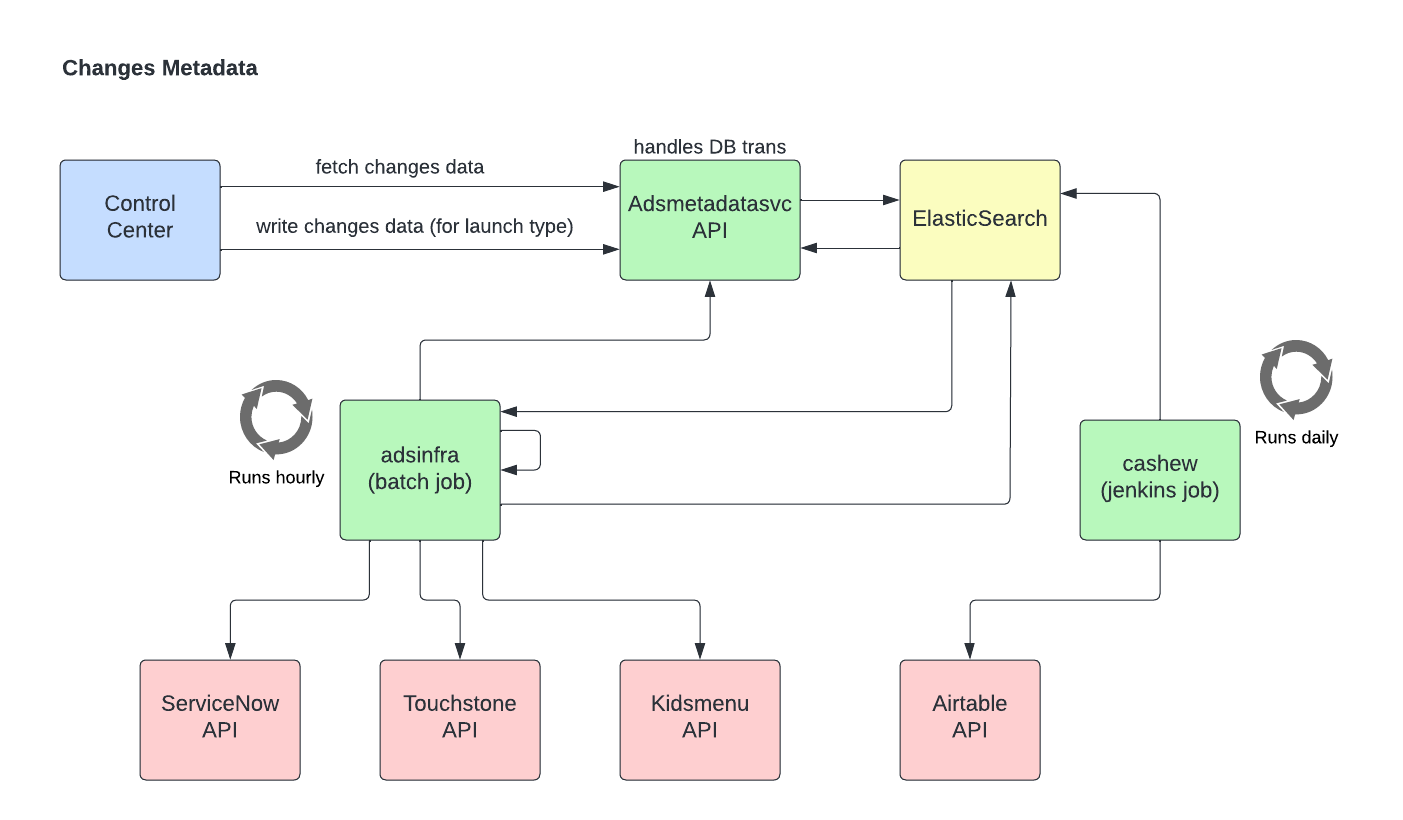 Changes Metadata
handles DB trans
fetch changes data
Control
Center
write changes data (for launch type)
Adsmetadatasvc
API
ElasticSearch
Runs hourly
adsinfra
(batch job)
Runs daily
cashew
(jenkins job)
ServiceNow
API
Touchstone
API
Kidsmenu
API
Airtable
API